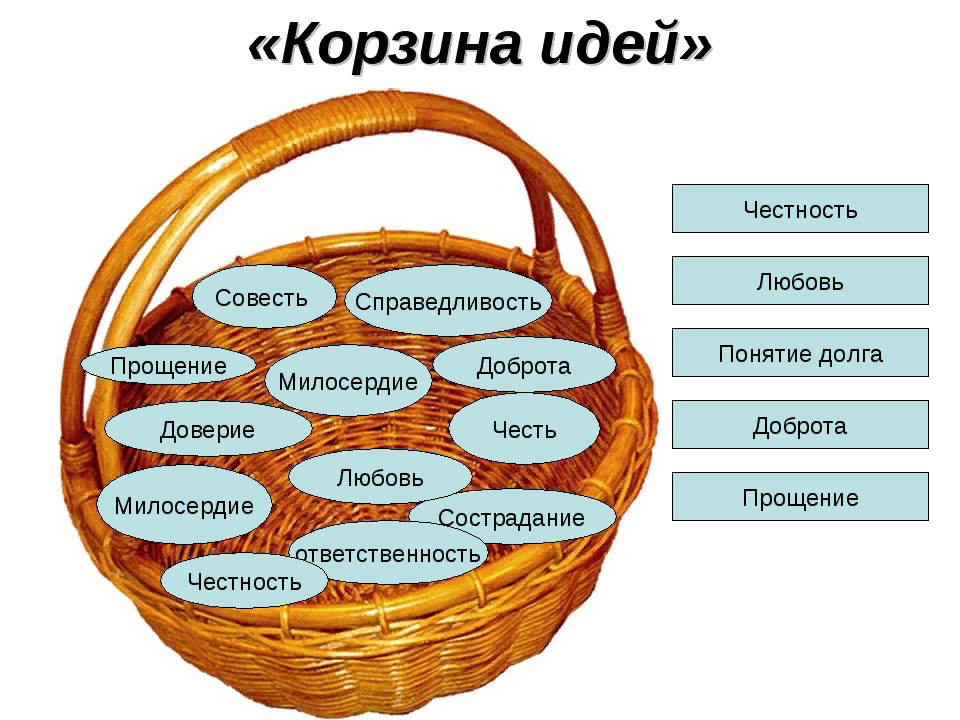 «Корзина идей»
Совесть
Справедливость
Прощение
Милосердие
Доброта
Доверие
Честь
Любовь
Милосердие
Сострадание
ответственность
Честность
Честность
Любовь
Понятие долга
Доброта
Прощение